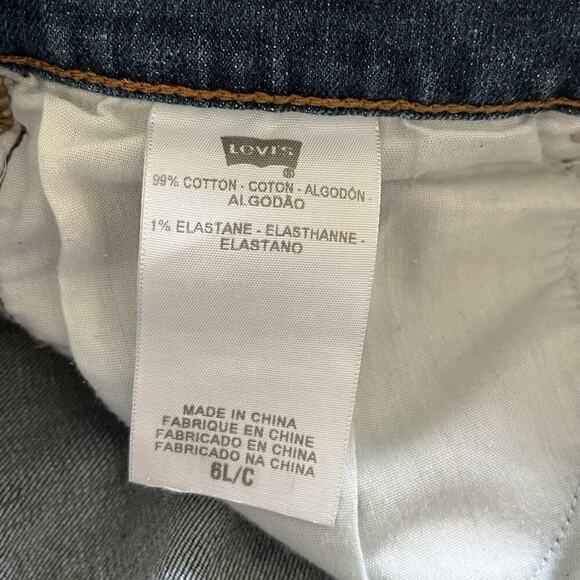 LEVI'S
®
99% COTTON - COTON - ALGODÓN -
ALGODÃO
1% ELASTANE - ELASTHANNE -
ELASTANO
MADE IN CHINA
FABRIQUE EN CHINE
FABRICADO EN CHINA
FABRICADO NA CHINA
6L/C